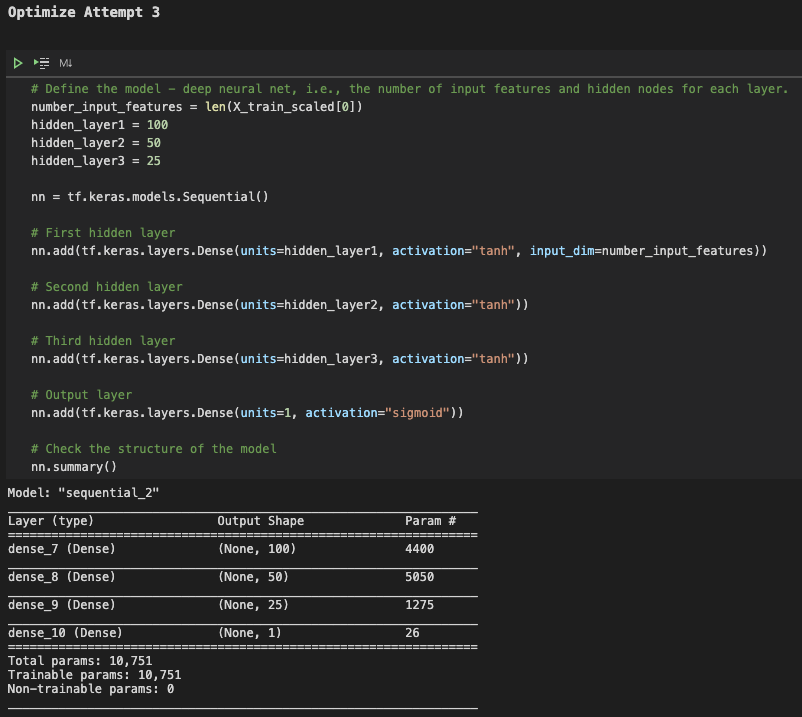 Optimize Attempt 3
M↓
# Define the model – deep neural net, i.e., the number of input features and hidden nodes for each layer.
number_input_features = len(X_train_scaled[0])
hidden_layer1 = 100
hidden_layer2 = 50
hidden_layer3 = 25
nn = tf.keras.models.Sequential()
# First hidden layer
nn.add(tf.keras.layers.Dense(units=hidden_layer1, activation="tanh", input_dim=number_input_features))
# Second hidden layer
nn.add(tf.keras.layers.Dense(units=hidden_layer2, activation="tanh"))
# Third hidden layer
nn.add(tf.keras.layers.Dense(units=hidden_layer3, activation="tanh"))
# Output layer
nn.add(tf.keras.layers.Dense(units=1, activation="sigmoid"))
# Check the structure of the model
nn.summary()
Model: "sequential_2"
Layer (type) Output Shape Param #
dense_7 (Dense) (None, 100) 4400
dense_8 (Dense) (None, 50) 5050
dense_9 (Dense) (None, 25) 1275
dense_10 (Dense) (None, 1) 26
Total params: 10,751
Trainable params: 10,751
Non-trainable params: 0